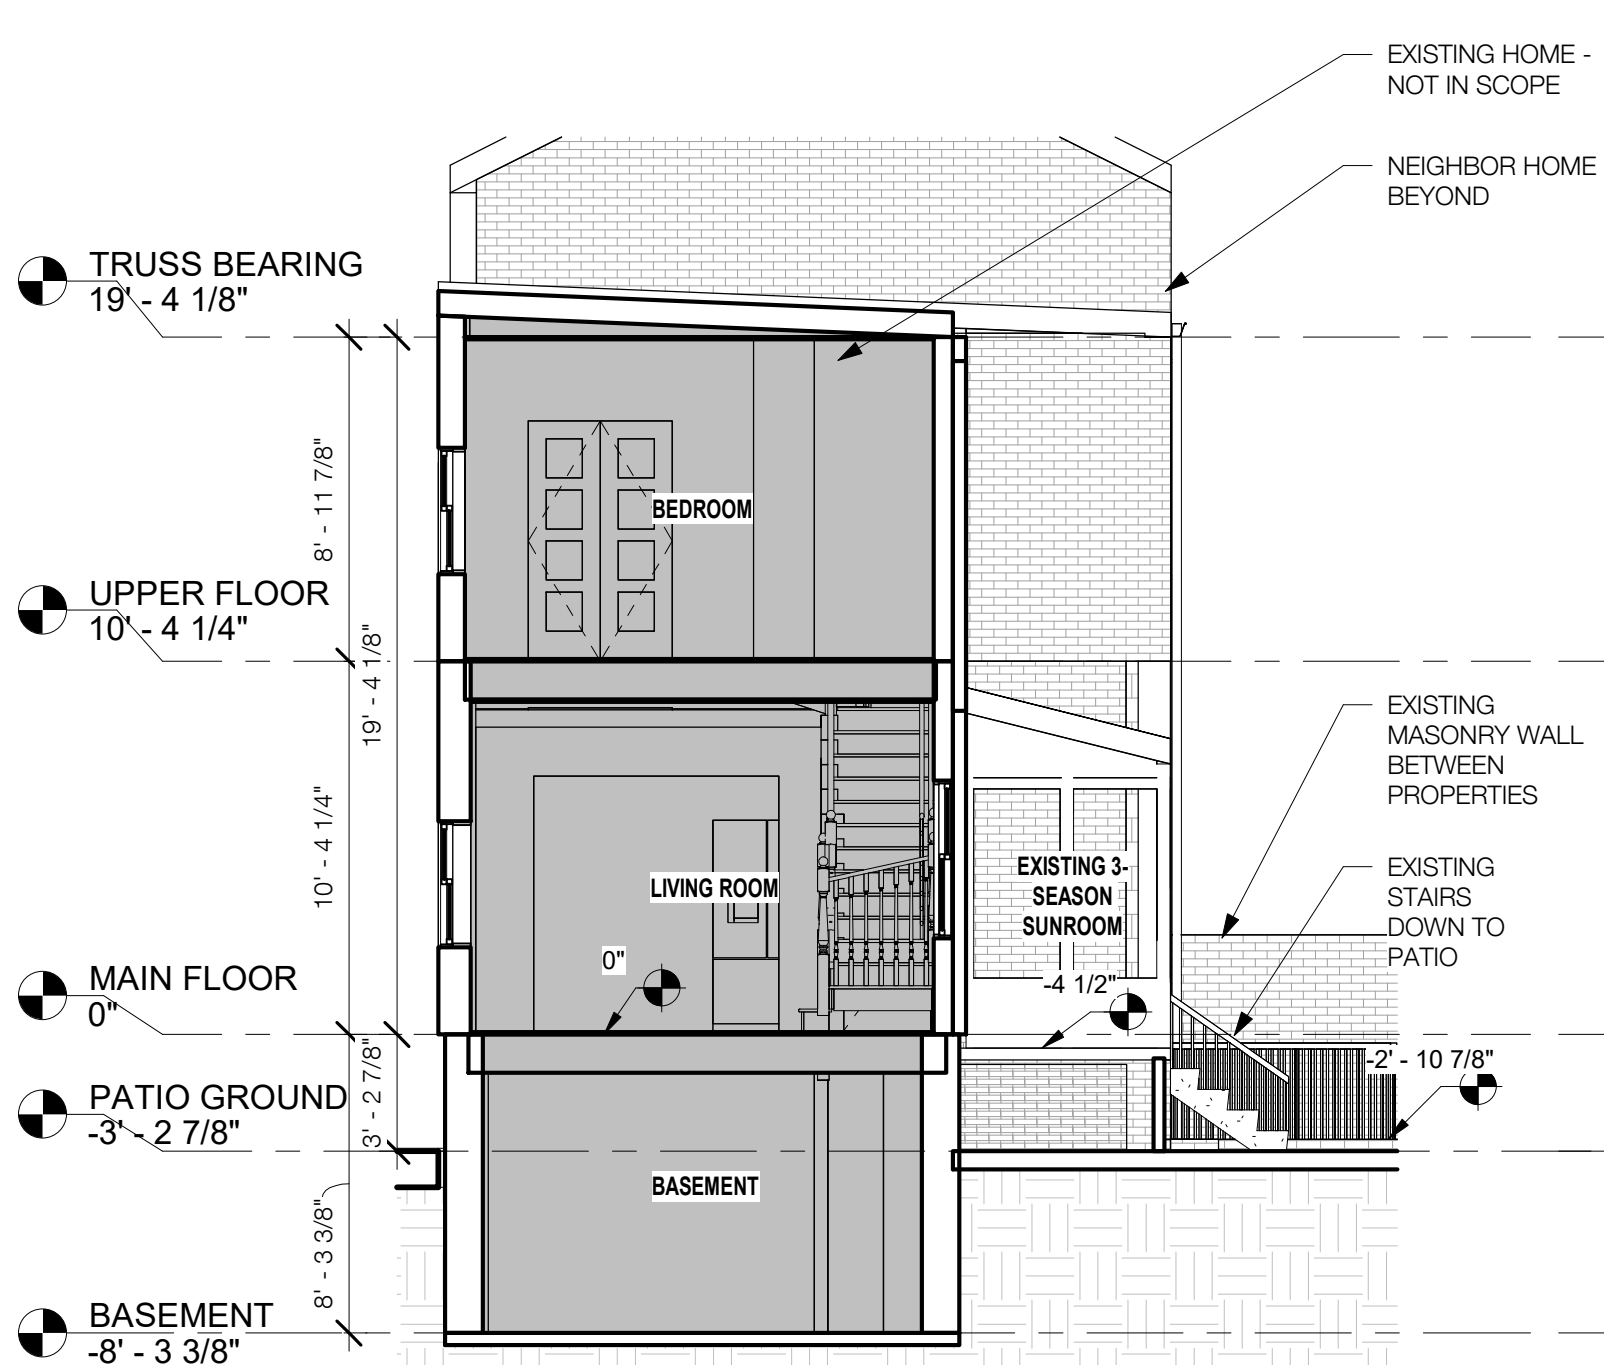 EXISTING HOME -
NOT IN SCOPE
NEIGHBOR HOME
BEYOND
TRUSS BEARING
19' - 4 1/8"
8' - 11 7/8"
BEDROOM
UPPER FLOOR
10' - 4 1/4"
19' - 4 1/8"
EXISTING
MASONRY WALL
BETWEEN
PROPERTIES
10' - 4 1/4"
LIVING ROOM
EXISTING 3-
SEASON
SUNROOM
EXISTING
STAIRS
DOWN TO
PATIO
0"
-4 1/2"
MAIN FLOOR
0"
-2' - 10 7/8"
3' - 2 7/8"
PATIO GROUND
-3' - 2 7/8"
BASEMENT
8' - 3 3/8"
BASEMENT
-8' - 3 3/8"